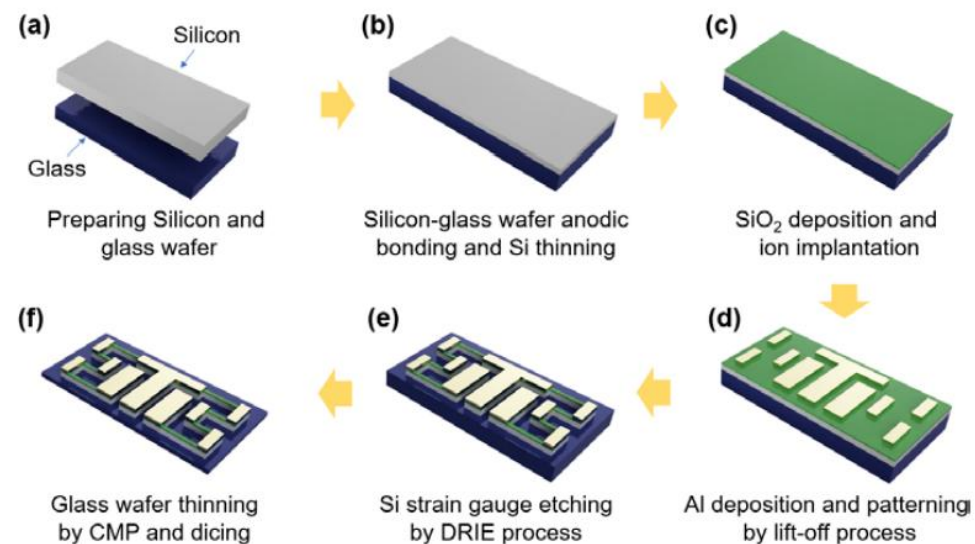 (a)
Silicon
Glass
Preparing Silicon and
glass wafer
(b)
Silicon-glass wafer anodic
bonding and Si thinning
(c)
SiO₂ deposition and
ion implantation
(d)
Al deposition and patterning
by lift-off process
(e)
Si strain gauge etching
by DRIE process
(f)
Glass wafer thinning
by CMP and dicing